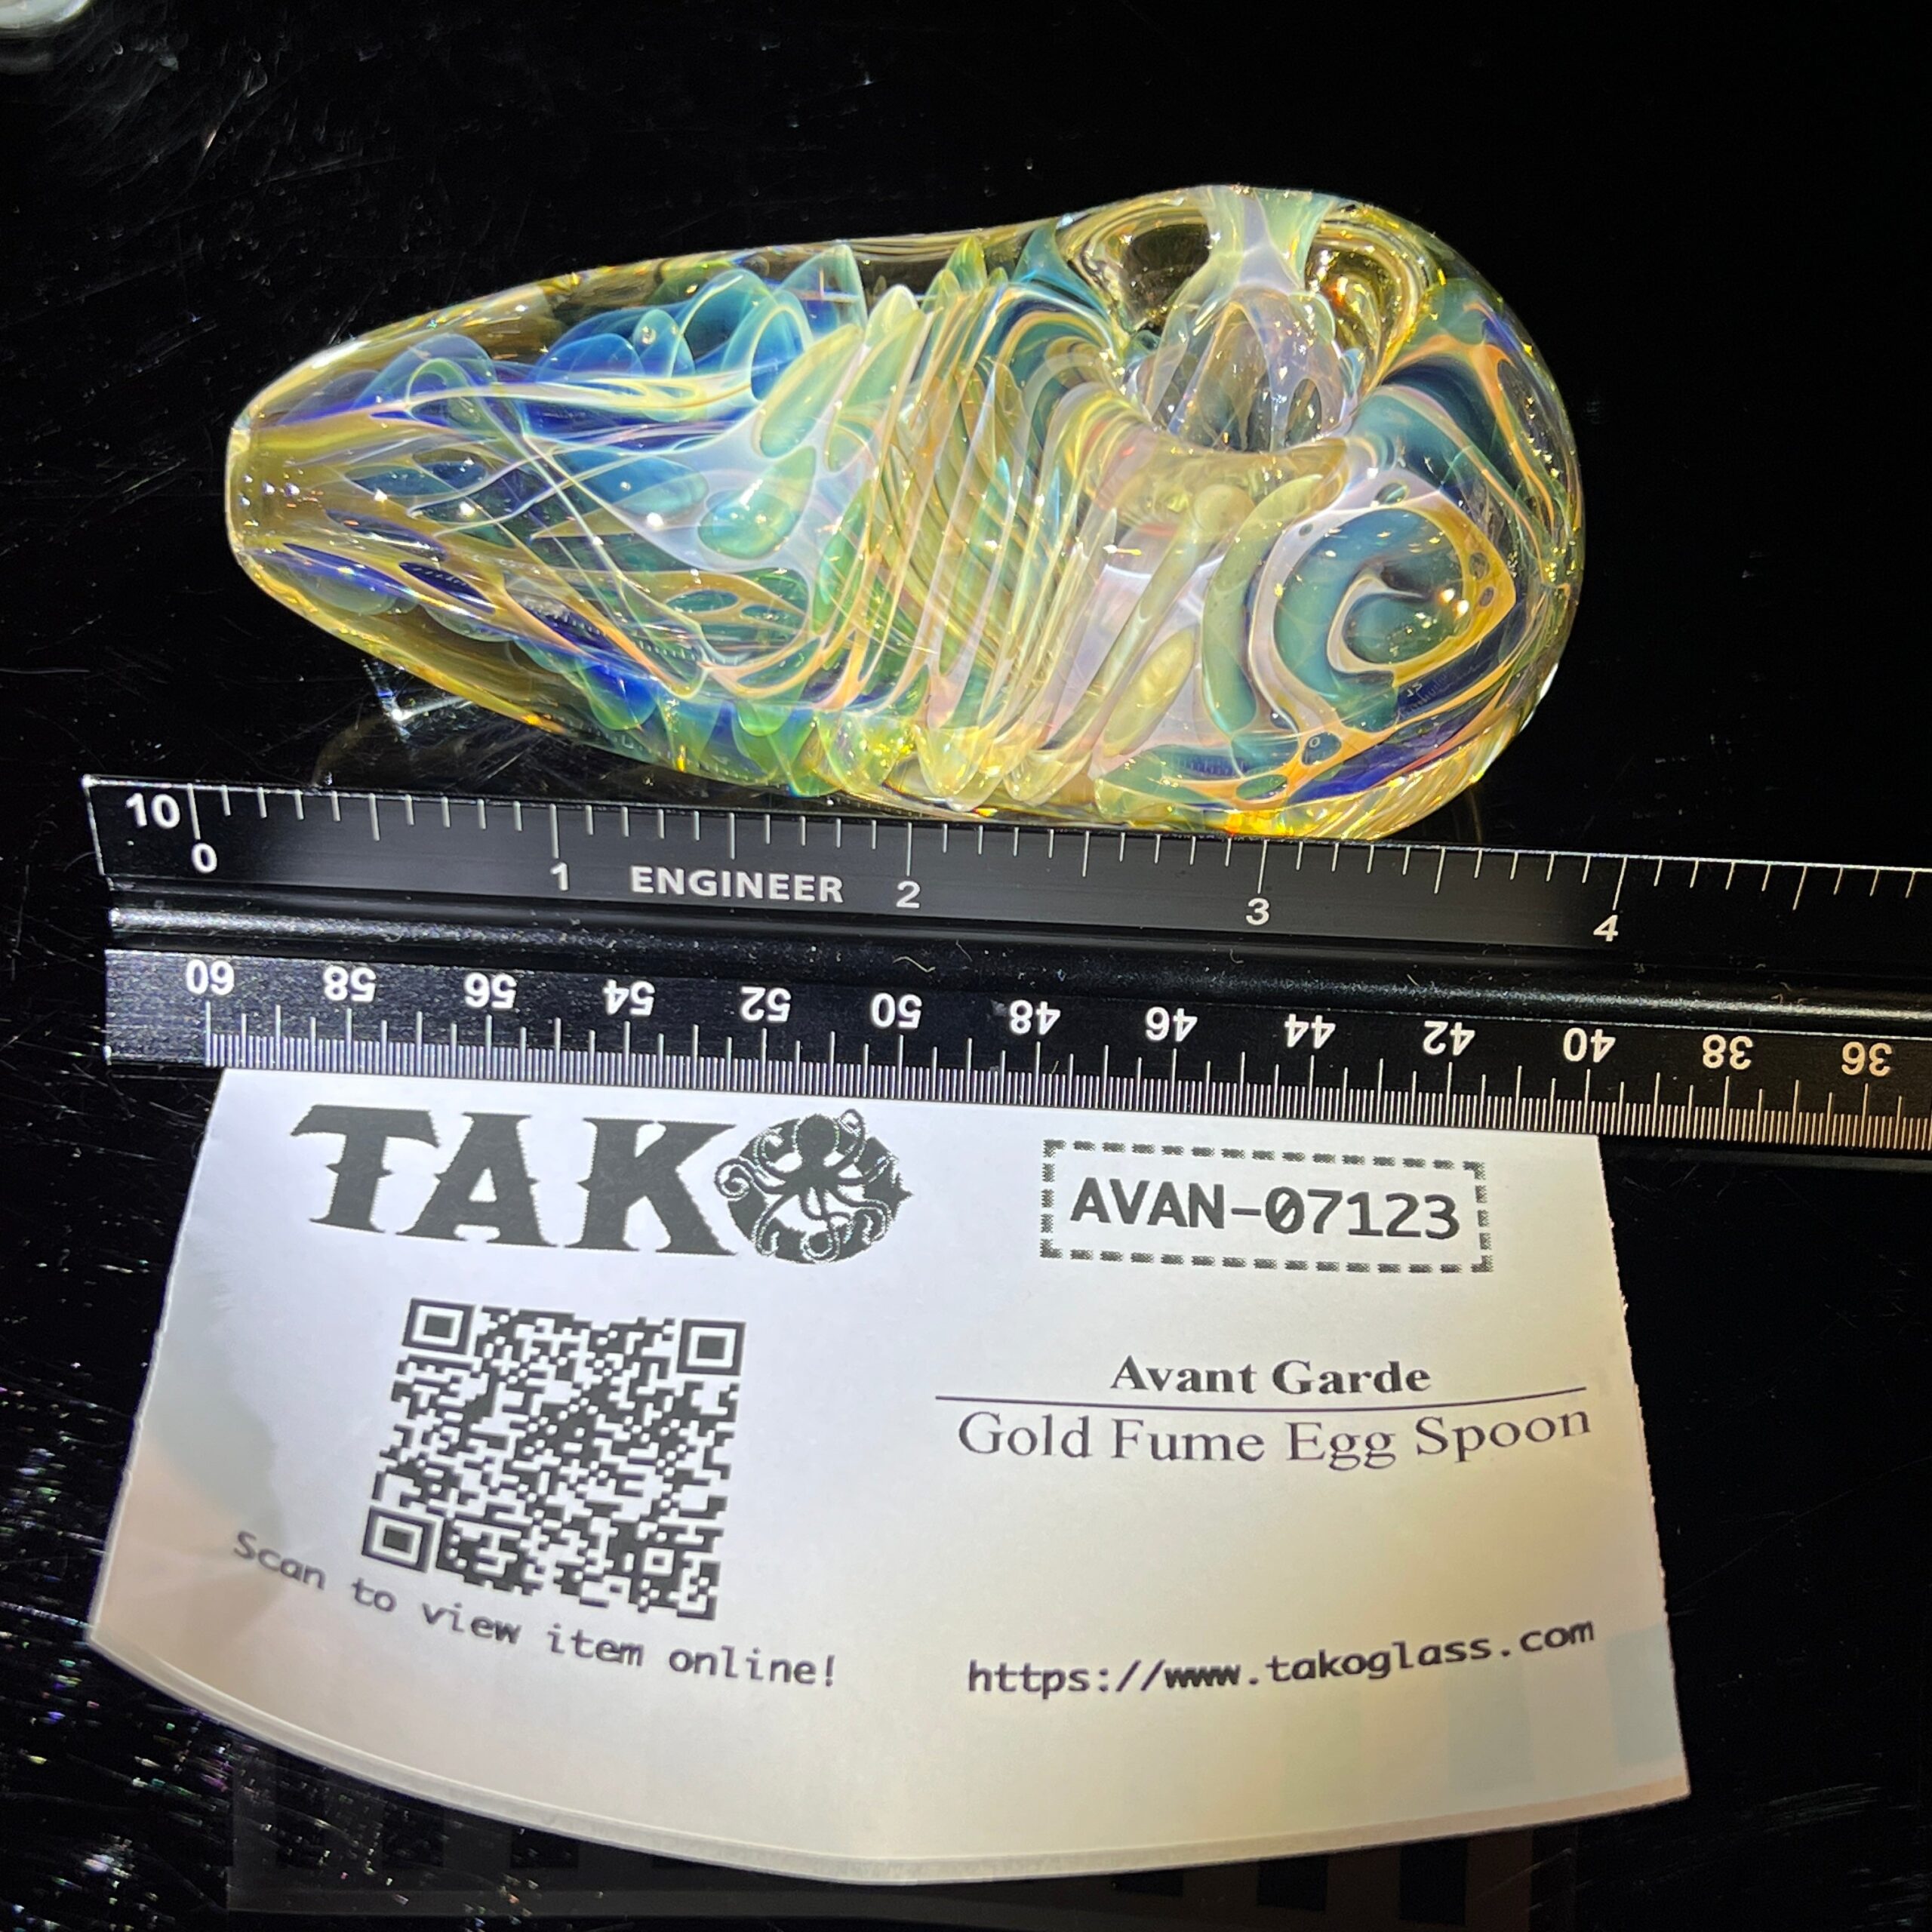 10
0 1 ENGINEER 2 3 4
60 58 56 54 52 50 48 46 44 42 40 38 36
TAKO
AVAN-07123
Avant Garde
Gold Fume Egg Spoon
Scan to view item online!
https://www.takoglass.com